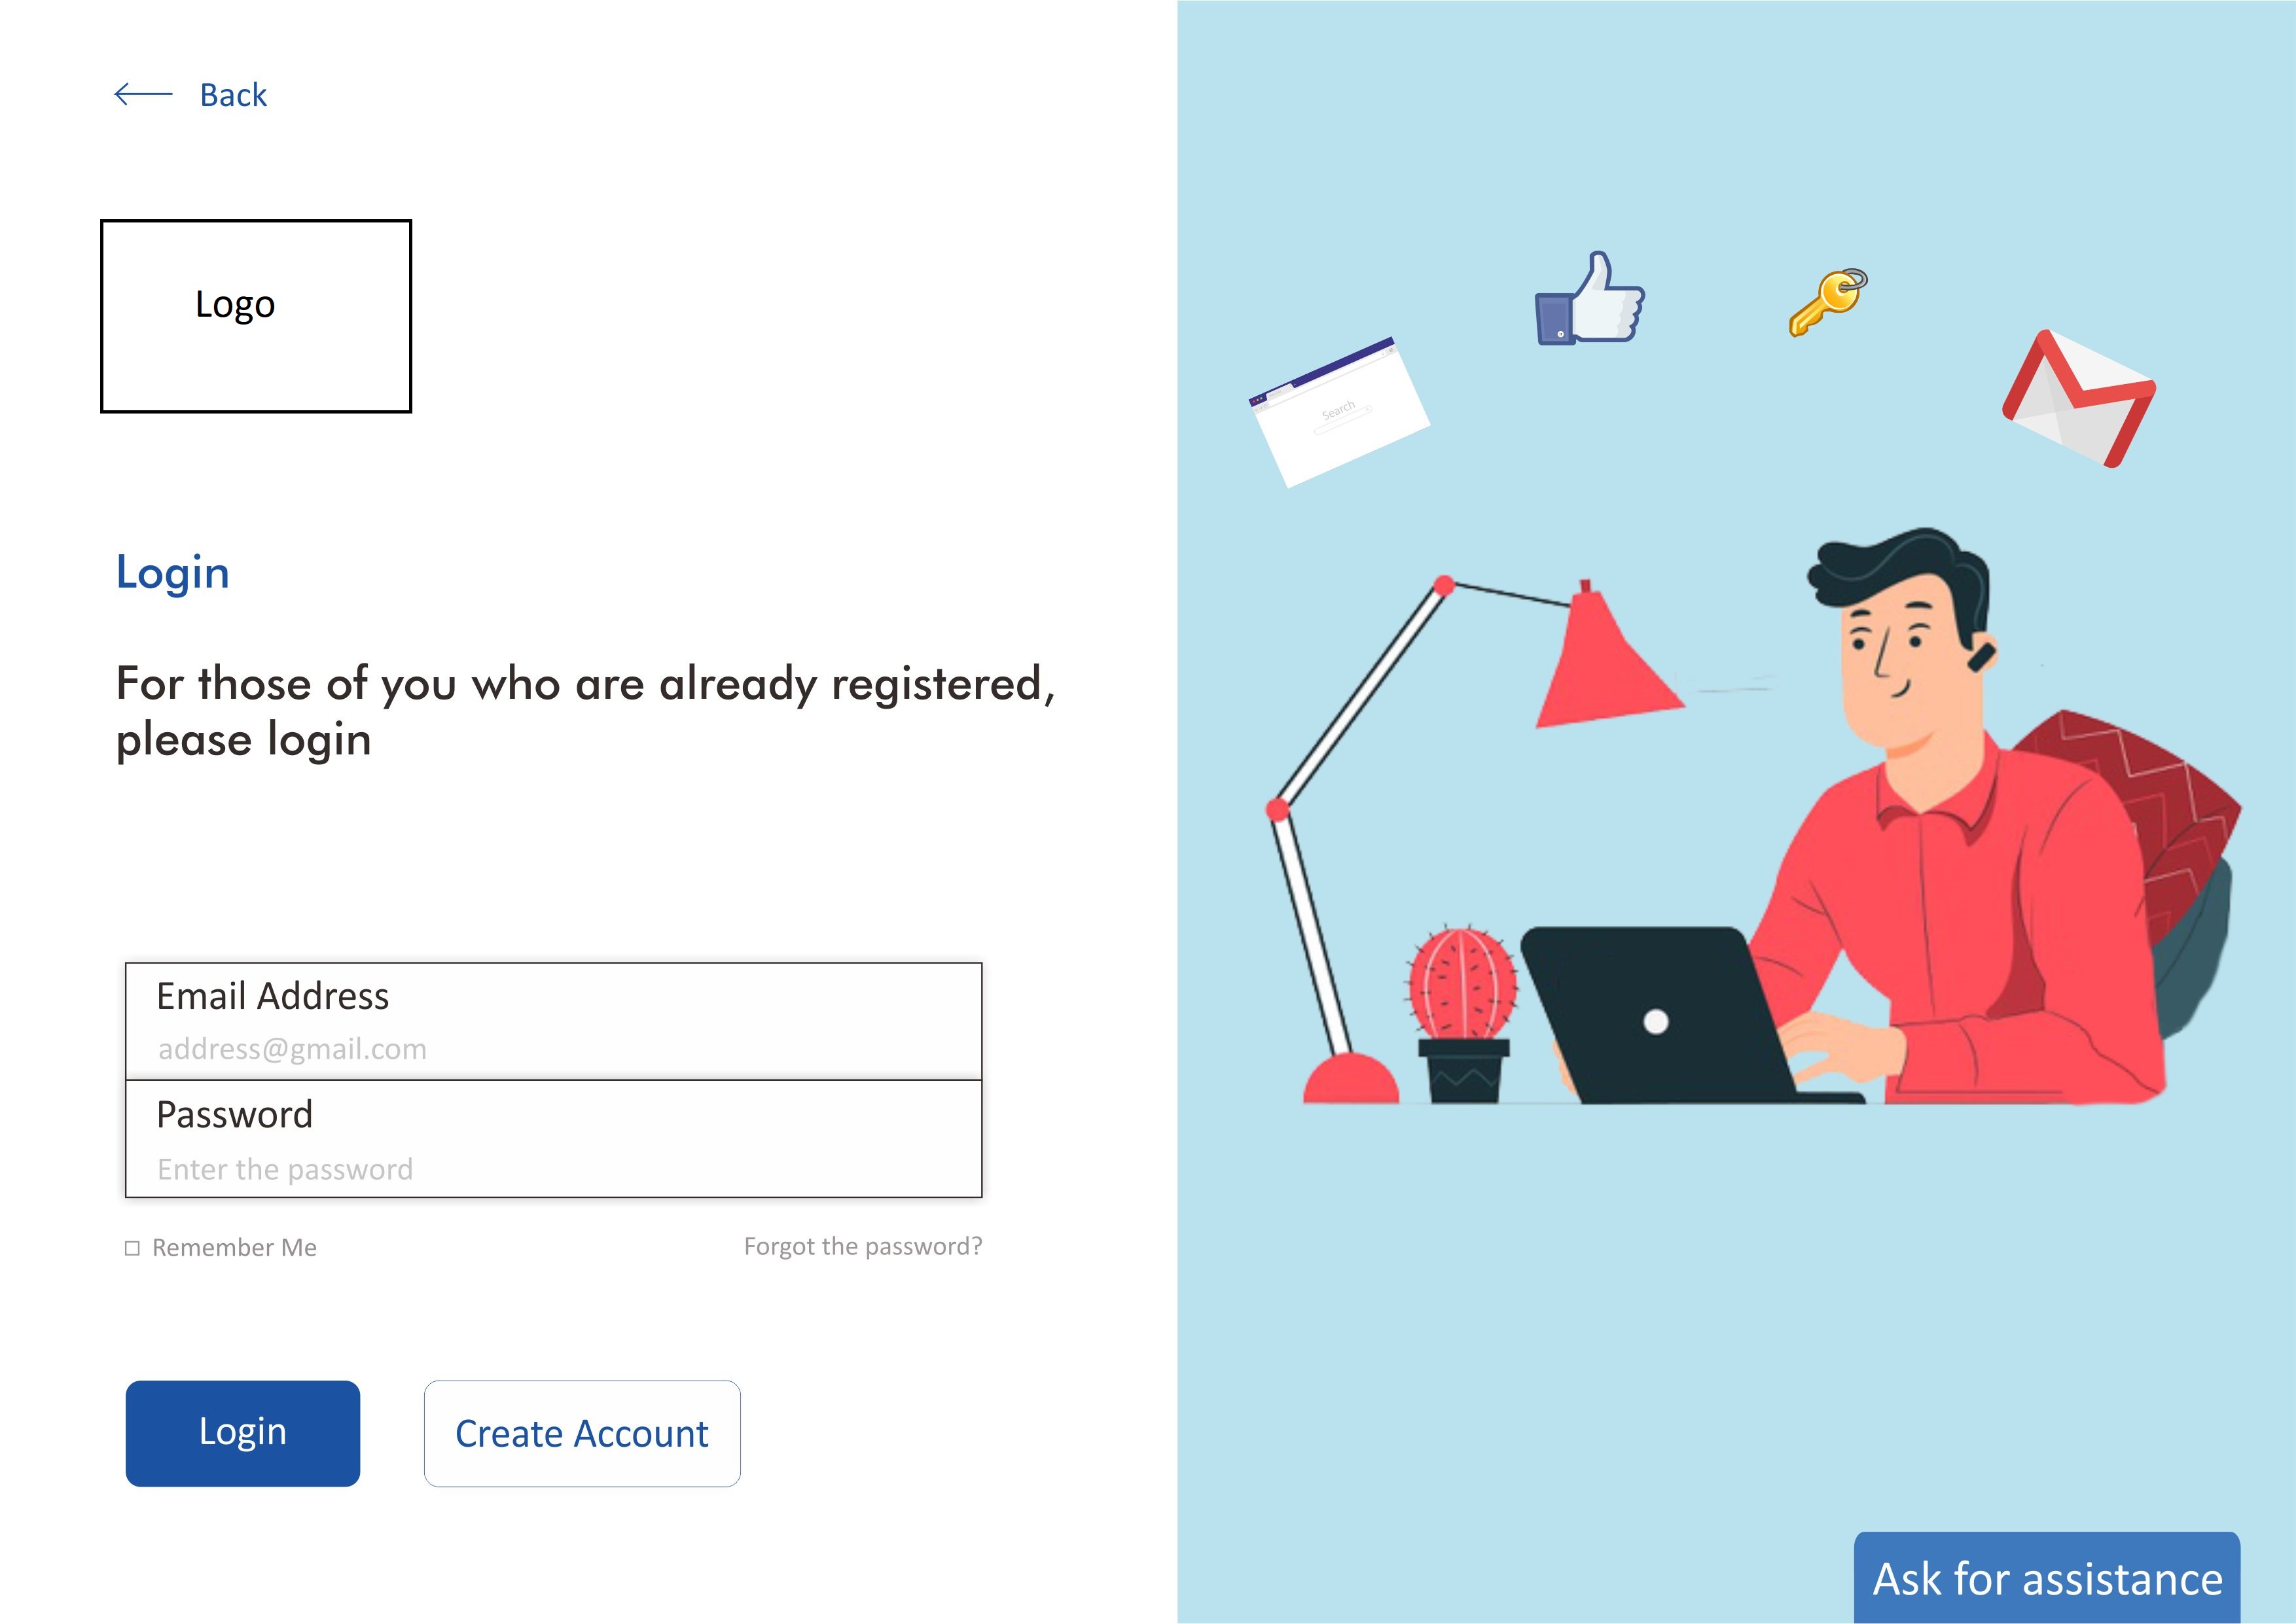 Back
Logo
Login
For those of you who are already registered,
please login
Email Address
address@gmail.com
Password
Enter the password
Remember Me
Forgot the password?
Login
Create Account
Search
Ask for assistance